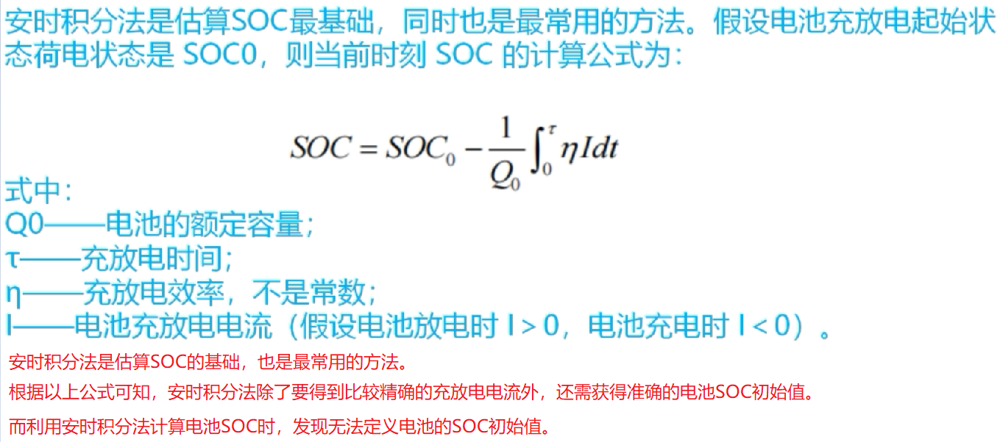 安时积分法是估算SOC最基础，同时也是最常用的方法。假设电池充放电起始状
态荷电状态是 SOC0，则当前时刻 SOC 的计算公式为：
SOC = SOC₀ − 1/Q₀ ∫₀^τ ηIdt
式中：
Q0——电池的额定容量；
τ——充放电时间；
η——充放电效率，不是常数；
I——电池充放电电流（假设电池放电时 I > 0，电池充电时 I < 0）。
安时积分法是估算SOC的基础，也是最常用的方法。
根据以上公式可知，安时积分法除了要得到比较精确的充放电电流外，还需获得准确的电池SOC初始值。
而利用安时积分法计算电池SOC时，发现无法定义电池的SOC初始值。